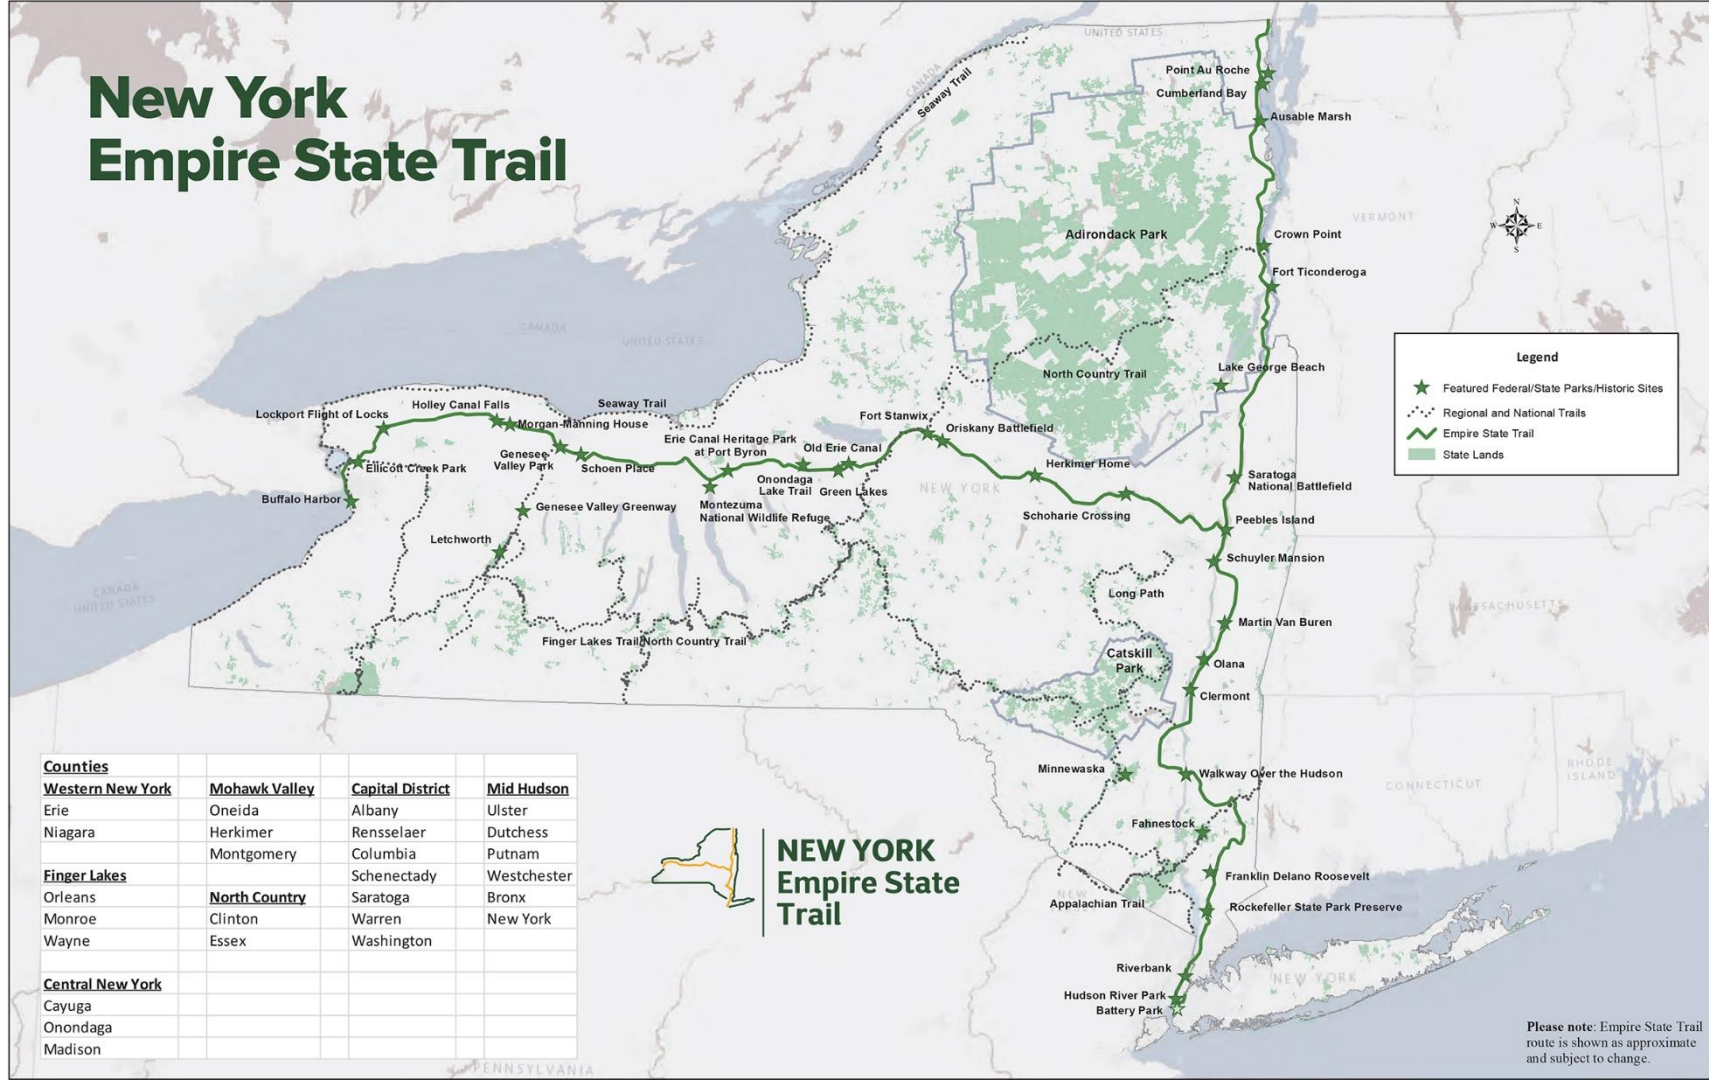 New York
Empire State Trail
UNITED STATES
CANADA
Seaway Trail
Point Au Roche
Cumberland Bay
Ausable Marsh
VERMONT
N
W
E
S
Adirondack Park
Crown Point
Fort Ticonderoga
CANADA
UNITED STATES
North Country Trail
Lake George Beach
Legend
Featured Federal/State Parks/Historic Sites
Regional and National Trails
Empire State Trail
State Lands
Lockport Flight of Locks
Holley Canal Falls
Seaway Trail
Morgan-Manning House
Fort Stanwix
Oriskany Battlefield
Erie Canal Heritage Park
at Port Byron
Old Erie Canal
Genesee
Valley Park
Ellicott Creek Park
Schoen Place
Herkimer Home
Onondaga
Lake Trail
Green Lakes
NEW YORK
Saratoga
National Battlefield
Buffalo Harbor
Genesee Valley Greenway
Montezuma
National Wildlife Refuge
Schoharie Crossing
Peebles Island
Letchworth
Schuyler Mansion
CANADA
UNITED STATES
Long Path
MASSACHUSETTS
Martin Van Buren
Finger Lakes Trail/North Country Trail
Catskill
Park
Olana
Clermont
Minnewaska
Walkway Over the Hudson
RHODE
ISLAND
CONNECTICUT
Fahnestock
Franklin Delano Roosevelt
NEW
Appalachian Trail
Rockefeller State Park Preserve
Riverbank
NEW YORK
Hudson River Park
Battery Park
Counties
Western New York Mohawk Valley Capital District Mid Hudson
Erie Oneida Albany Ulster
Niagara Herkimer Rensselaer Dutchess
Montgomery Columbia Putnam
Finger Lakes Schenectady Westchester
Orleans North Country Saratoga Bronx
Monroe Clinton Warren New York
Wayne Essex Washington
Central New York
Cayuga
Onondaga
Madison
NEW YORK
Empire State
Trail
PENNSYLVANIA
Please note: Empire State Trail
route is shown as approximate
and subject to change.